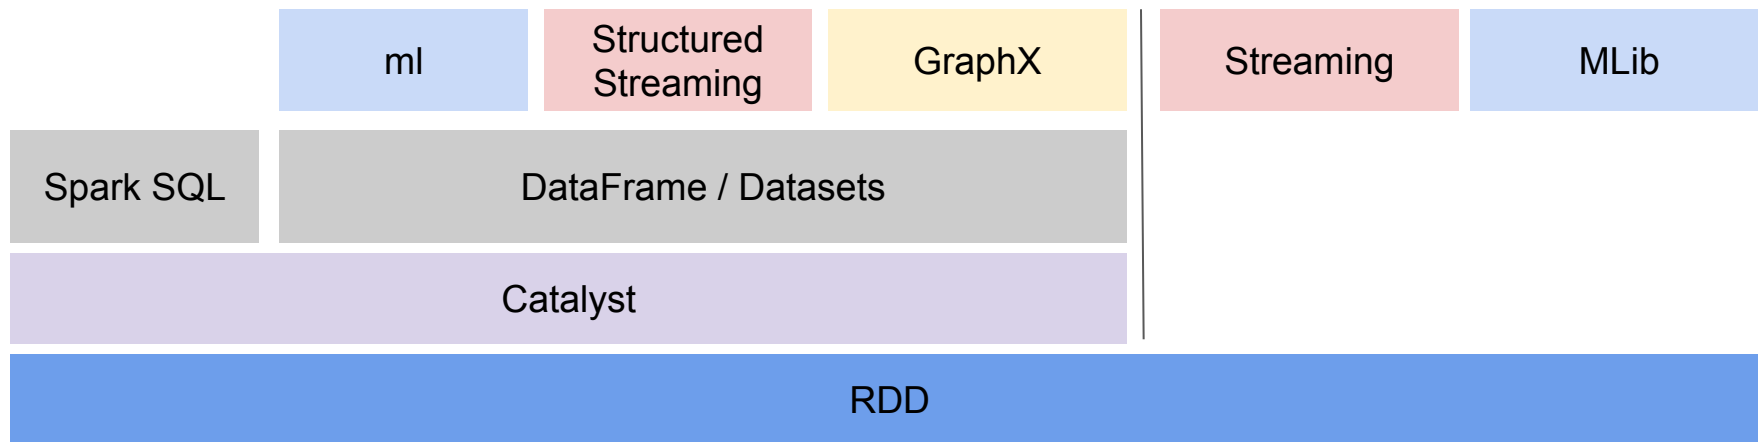 ml
Structured
Streaming
GraphX
Streaming
MLib
Spark SQL
DataFrame / Datasets
Catalyst
RDD